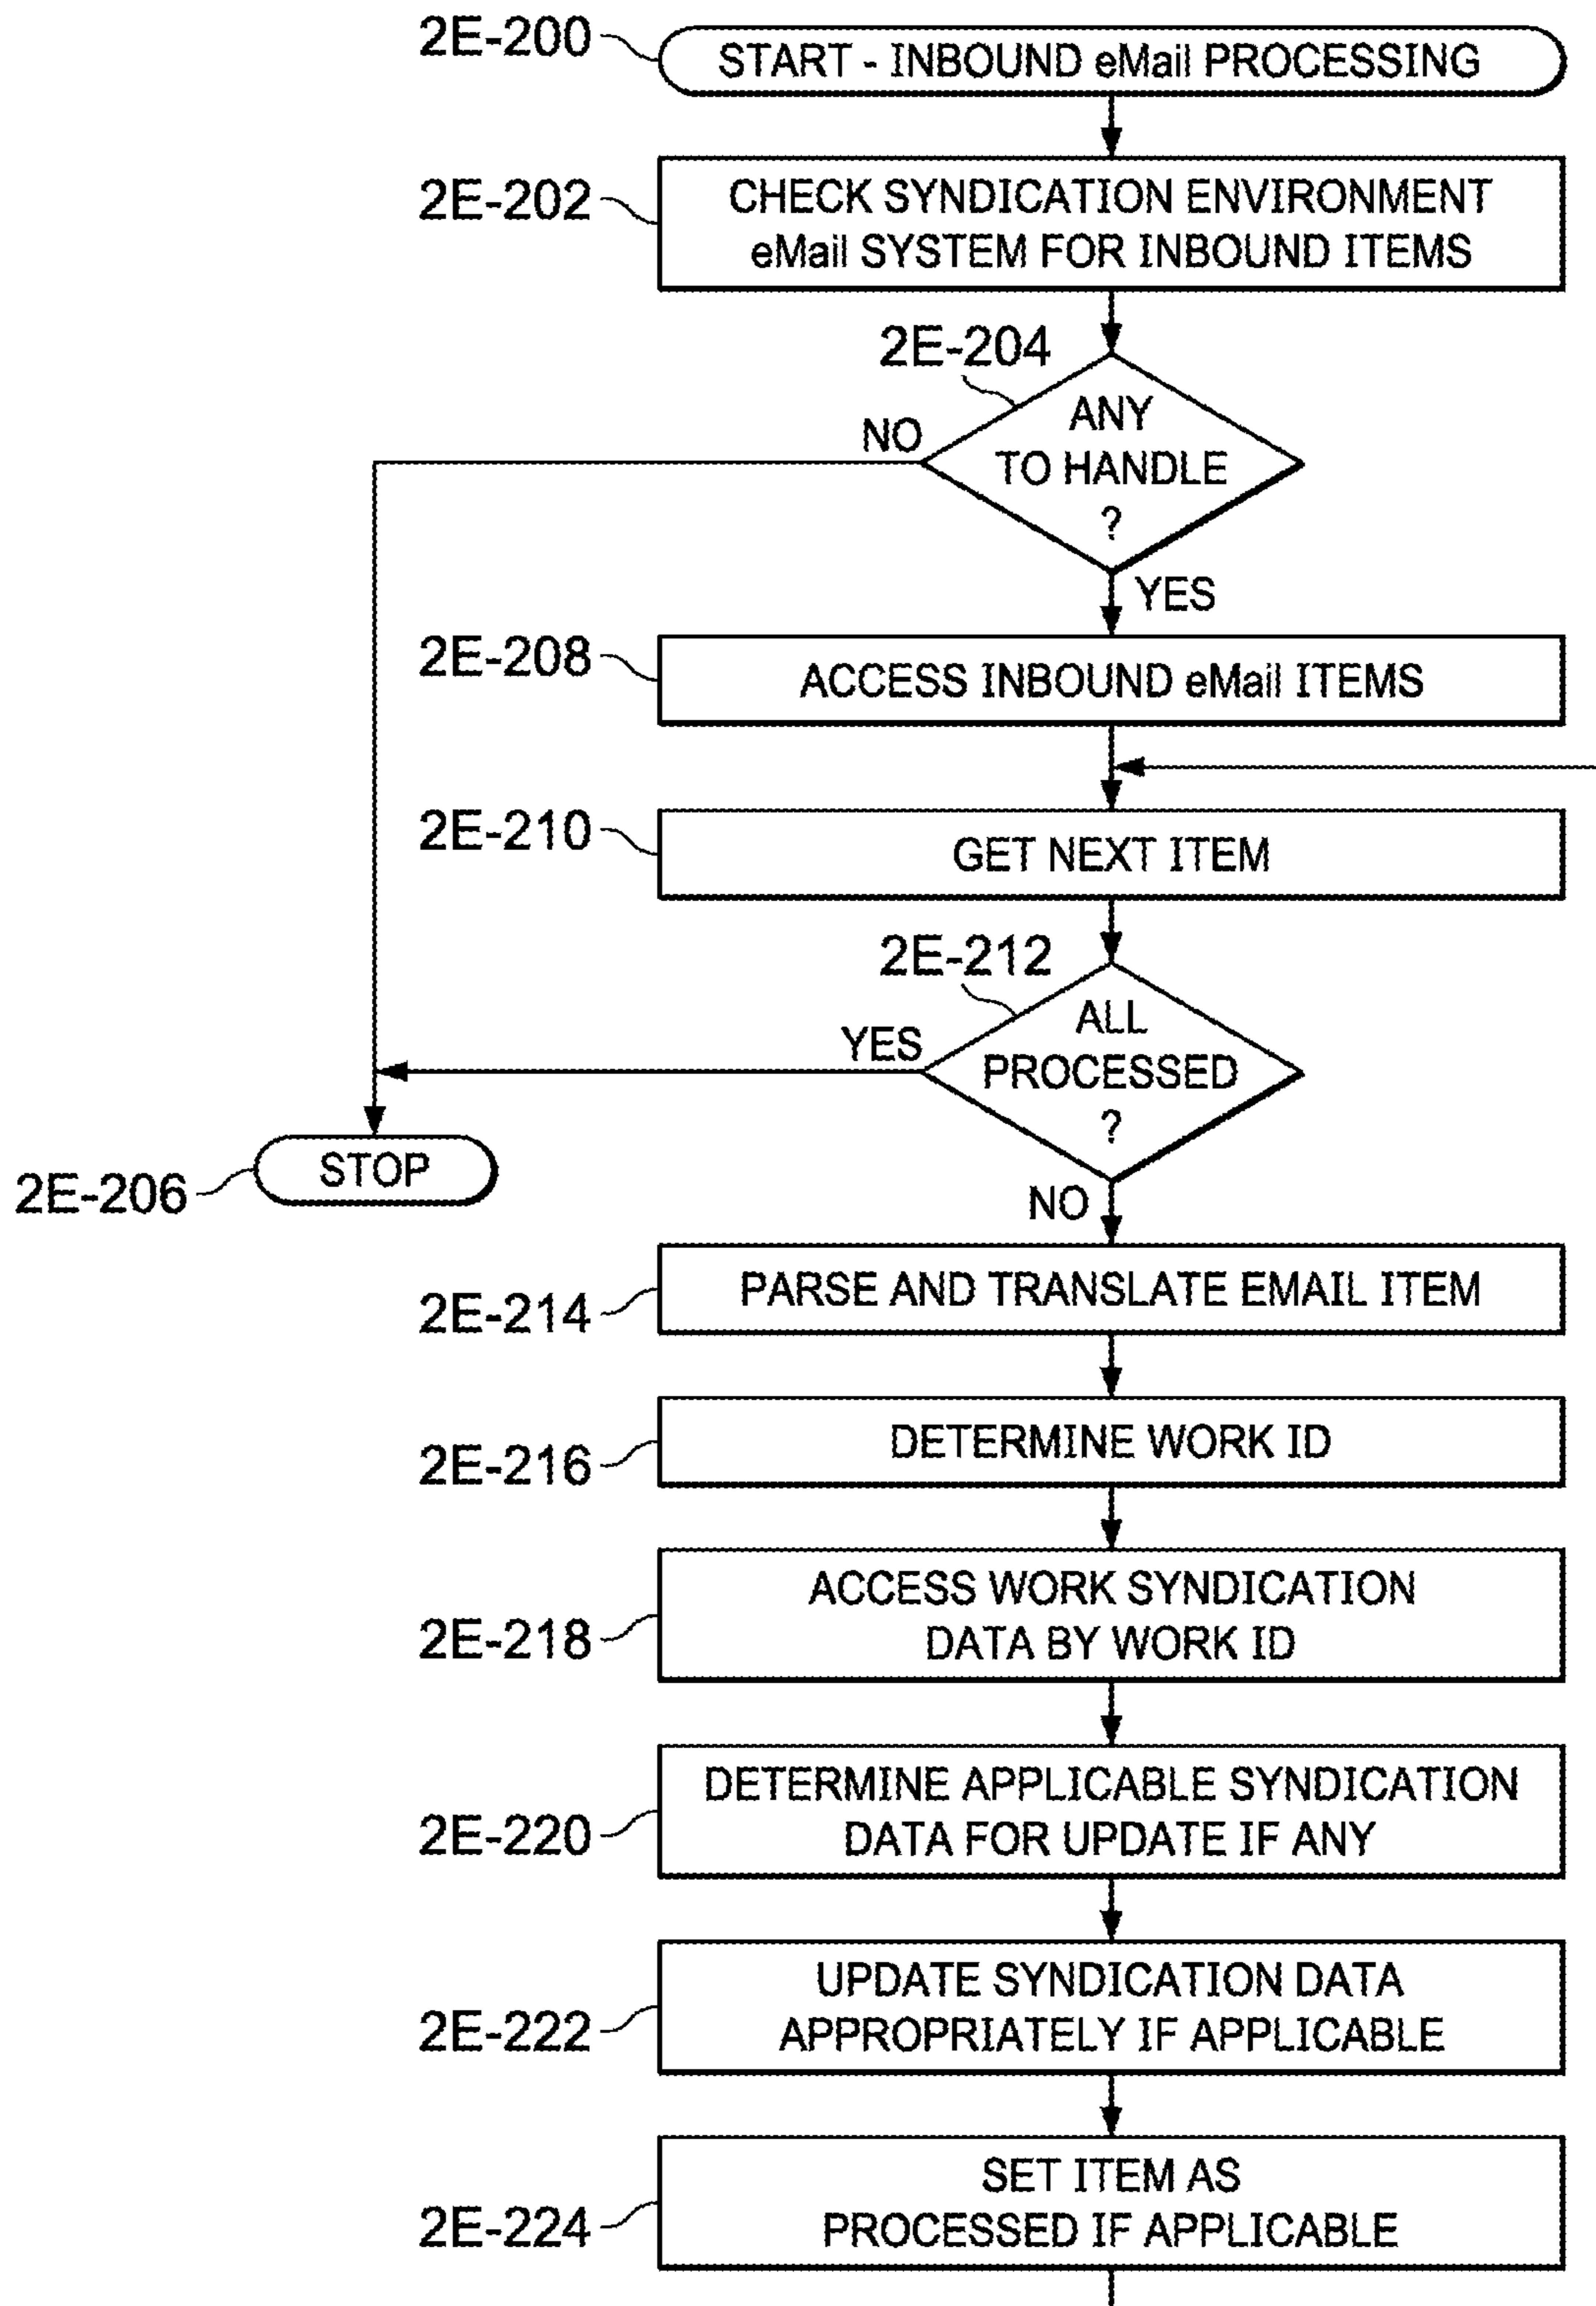 2E-200
START - INBOUND eMail PROCESSING
2E-202
CHECK SYNDICATION ENVIRONMENT
eMail SYSTEM FOR INBOUND ITEMS
2E-204
ANY
TO HANDLE
?
NO
YES
2E-208
ACCESS INBOUND eMail ITEMS
2E-210
GET NEXT ITEM
2E-212
ALL
PROCESSED
?
YES
STOP
2E-206
NO
2E-214
PARSE AND TRANSLATE EMAIL ITEM
2E-216
DETERMINE WORK ID
2E-218
ACCESS WORK SYNDICATION
DATA BY WORK ID
2E-220
DETERMINE APPLICABLE SYNDICATION
DATA FOR UPDATE IF ANY
2E-222
UPDATE SYNDICATION DATA
APPROPRIATELY IF APPLICABLE
2E-224
SET ITEM AS
PROCESSED IF APPLICABLE